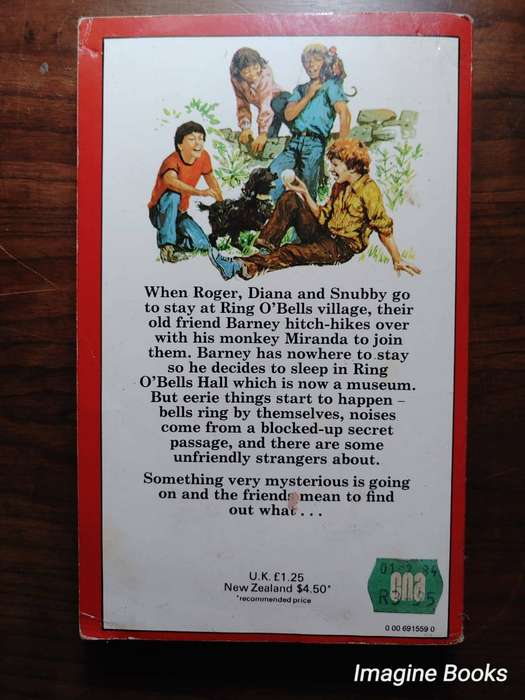 When Roger, Diana and Snubby go
to stay at Ring O'Bells village, their
old friend Barney hitch-hikes over
with his monkey Miranda to join
them. Barney has nowhere to stay
so he decides to sleep in Ring
O'Bells Hall which is now a museum.
But eerie things start to happen –
bells ring by themselves, noises
come from a blocked-up secret
passage, and there are some
unfriendly strangers about.
Something very mysterious is going
on and the friends mean to find
out what . . .
U.K. £1.25
New Zealand $4.50*
*recommended price
cna
0 00 691559 0
Imagine Books